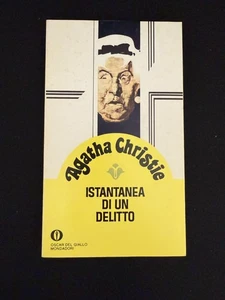 Agatha Christie
ISTANTANEA
DI UN
DELITTO
OSCAR DEL GIALLO
MONDADORI